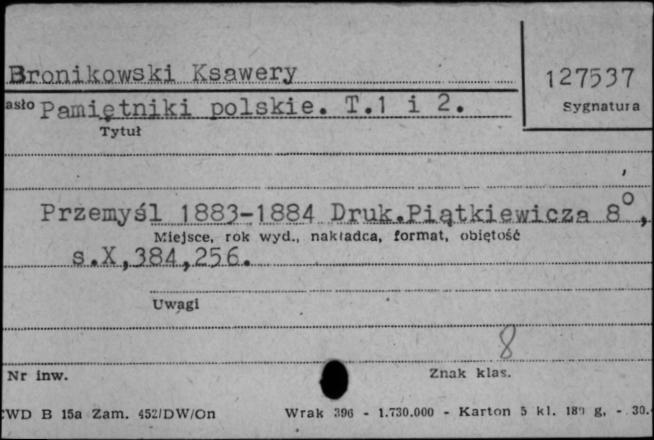 Bronikowski Ksawery
127537
asło Pamiętniki polskie. T.1 i 2.
Sygnatura
Tytuł
Przemyśl 1883-1884 Druk.Piątkiewicza 8°,
Miejsce, rok wyd., nakładca, format, objętość
s.X,384,256.
Uwagi
8
Nr inw.
Znak klas.
CWD B 15a Zam. 452/DW/On Wrak 396 - 1.730.000 - Karton 5 kl. 180 g, - 30.